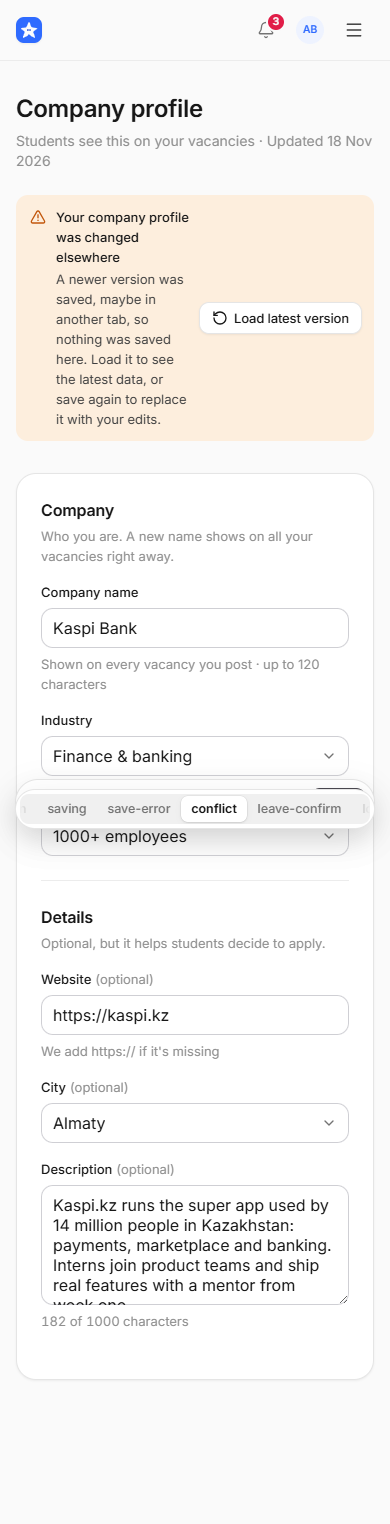 3
AB
Company profile
Students see this on your vacancies · Updated 18 Nov
2026
Your company profile
was changed
elsewhere
A newer version was
saved, maybe in
another tab, so
nothing was saved
here. Load it to see
the latest data, or
save again to replace
it with your edits.
Load latest version
Company
Who you are. A new name shows on all your
vacancies right away.
Company name
Kaspi Bank
Shown on every vacancy you post · up to 120
characters
Industry
Finance & banking
saving save-error conflict leave-confirm
1000+ employees
Details
Optional, but it helps students decide to apply.
Website (optional)
https://kaspi.kz
We add https:// if it's missing
City (optional)
Almaty
Description (optional)
Kaspi.kz runs the super app used by
14 million people in Kazakhstan:
payments, marketplace and banking.
Interns join product teams and ship
real features with a mentor from
182 of 1000 characters